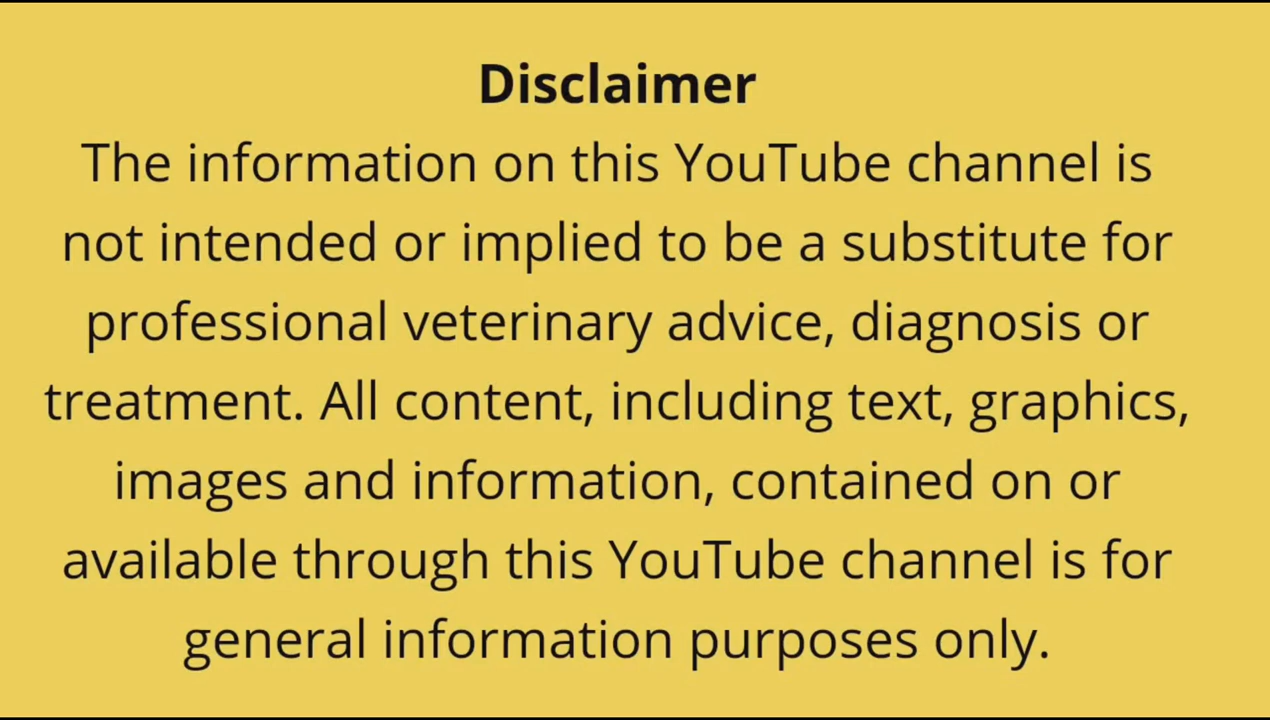 Disclaimer
The information on this YouTube channel is
not intended or implied to be a substitute for
professional veterinary advice, diagnosis or
treatment. All content, including text, graphics,
images and information, contained on or
available through this YouTube channel is for
general information purposes only.